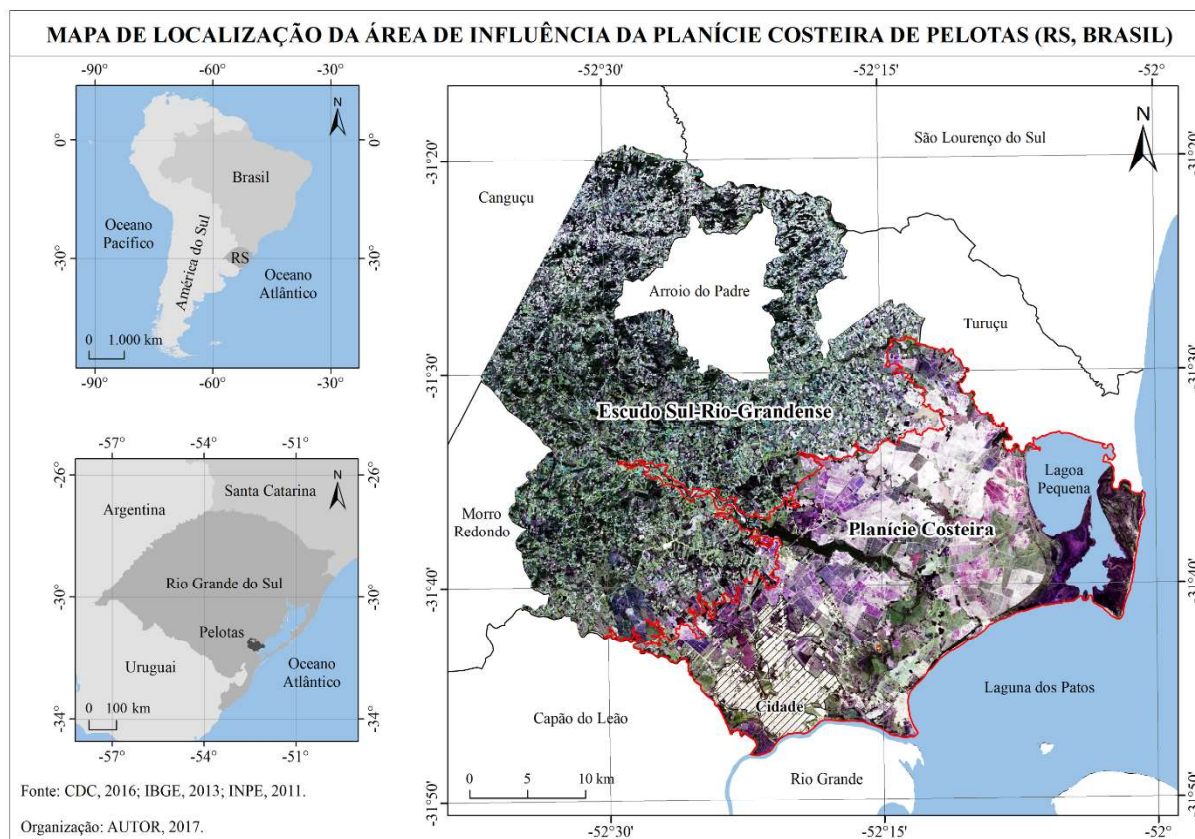 MAPA DE LOCALIZAÇÃO DA ÁREA DE INFLUÊNCIA DA PLANÍCIE COSTEIRA DE PELOTAS (RS, BRASIL)
-90° -60° -30°
N
0°
0°
Brasil
Oceano
Pacífico
América do Sul
-30°
RS
-30°
Oceano
Atlântico
0 1.000 km
-90° -60° -30°
-57° -54° -51°
N
-26°
-26°
Santa Catarina
Argentina
Rio Grande do Sul
-30°
-30°
Pelotas
Uruguai
Oceano
Atlântico
0 100 km
-34°
-34°
-57° -54° -51°
Fonte: CDC, 2016; IBGE, 2013; INPE, 2011.
Organização: AUTOR, 2017.
-52°30' -52°15' -52°
N
São Lourenço do Sul
-31°20'
-31°20'
Canguçu
Arroio do Padre
Turuçu
-31°30'
-31°30'
Escudo Sul-Rio-Grandense
Lagoa
Pequena
Morro
Redondo
Planície Costeira
-31°40'
-31°40'
Laguna dos Patos
Cidade
Capão do Leão
Rio Grande
0 5 10 km
-31°50'
-31°50'
-52°30' -52°15' -52°